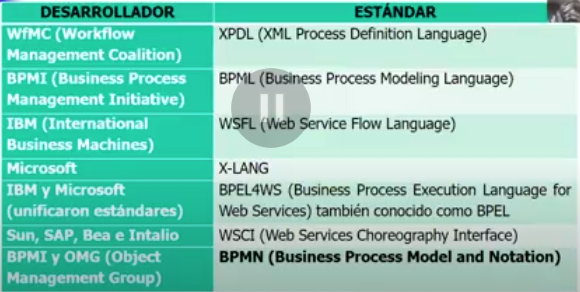 DESARROLLADOR ESTÁNDAR
WfMC (Workflow XPDL (XML Process Definition Language)
Management Coalition)
BPMI (Business Process BPML (Business Process Modeling Language)
Management Initiative)
IBM (International WSFL (Web Service Flow Language)
Business Machines)
Microsoft X-LANG
IBM y Microsoft BPEL4WS (Business Process Execution Language for
(unificaron estándares) Web Services) también conocido como BPEL
Sun, SAP, Bea e Intalio WSCI (Web Services Choreography Interface)
BPMI y OMG (Object BPMN (Business Process Model and Notation)
Management Group)